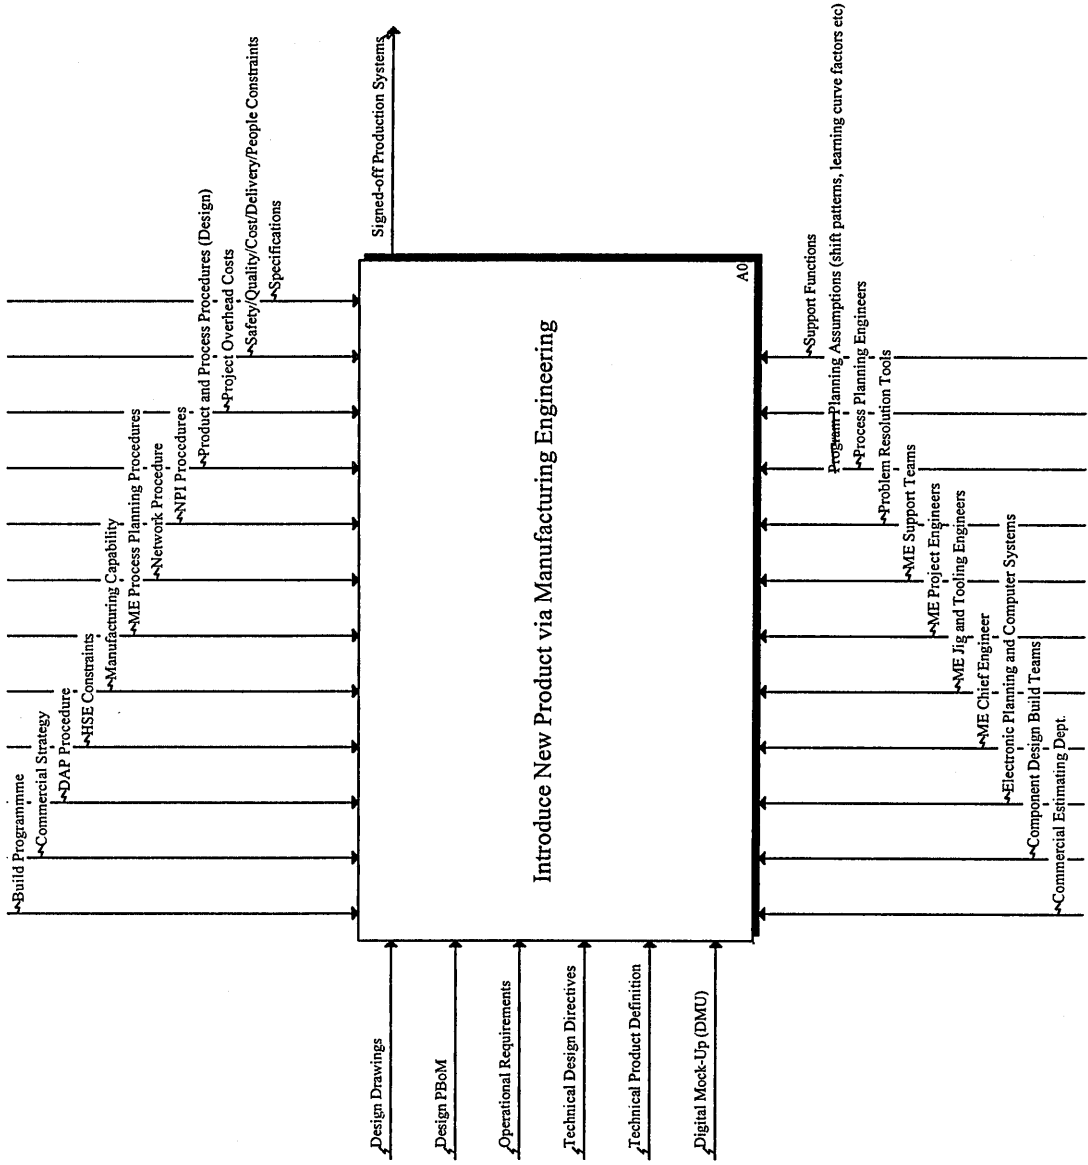 Build Programmme
Commercial Strategy
DAP Procedure
HSE Constraints
Manufacturing Capability
ME Process Planning Procedures
Network Procedure
NPI Procedures
Product and Process Procedures (Design)
Project Overhead Costs
Safety/Quality/Cost/Delivery/People Constraints
Specifications
Design Drawings
Design PBoM
Operational Requirements
Technical Design Directives
Technical Product Definition
Digital Mock-Up (DMU)
Introduce New Product via Manufacturing Engineering
A0
Signed-off Production Systems
Support Functions
Program Planning Assumptions (shift patterns, learning curve factors etc)
Process Planning Engineers
Problem Resolution Tools
ME Support Teams
ME Project Engineers
ME Jig and Tooling Engineers
ME Chief Engineer
Electronic Planning and Computer Systems
Component Design Build Teams
Commercial Estimating Dept.